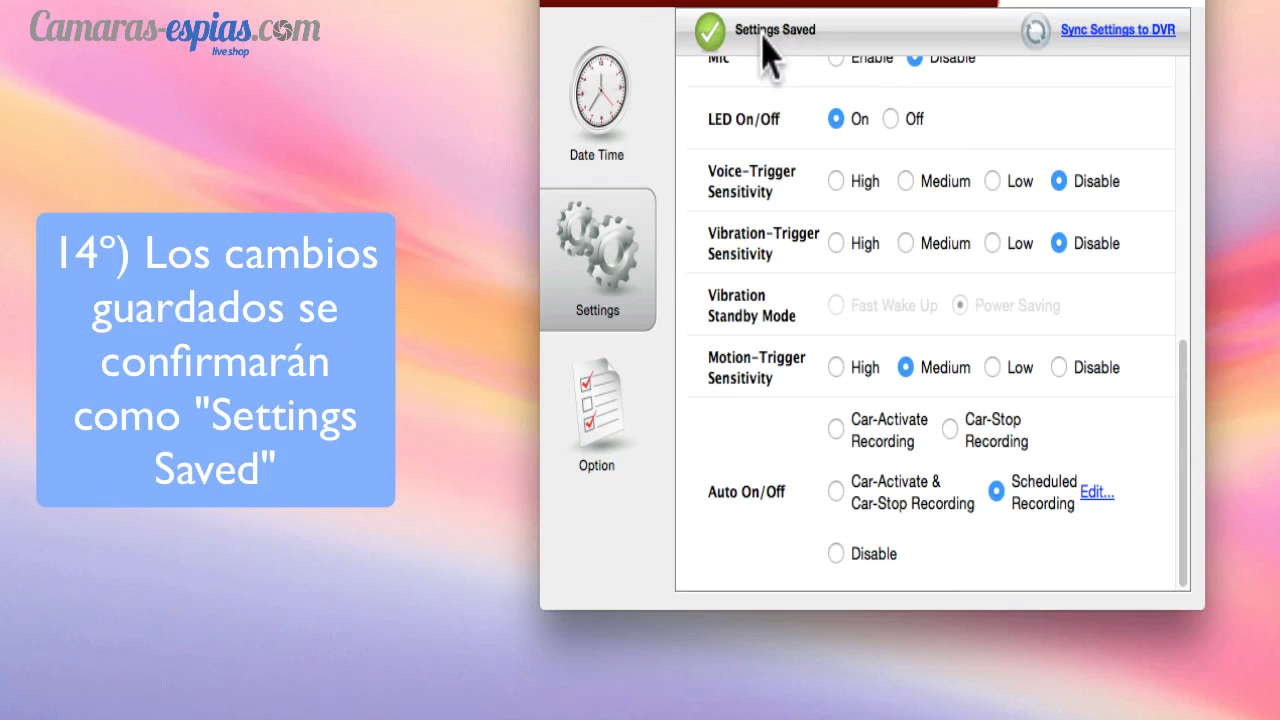 Camaras-espias.com
live shop
14º) Los cambios
guardados se
confirmarán
como "Settings
Saved"
Settings Saved
Sync Settings to DVR
Date Time
Settings
Option
Mic Enable Disable
LED On/Off On Off
Voice-Trigger
Sensitivity
High Medium Low Disable
Vibration-Trigger
Sensitivity
High Medium Low Disable
Vibration
Standby Mode
Fast Wake Up Power Saving
Motion-Trigger
Sensitivity
High Medium Low Disable
Auto On/Off
Car-Activate
Recording
Car-Stop
Recording
Car-Activate &
Car-Stop Recording
Scheduled
Recording
Edit...
Disable